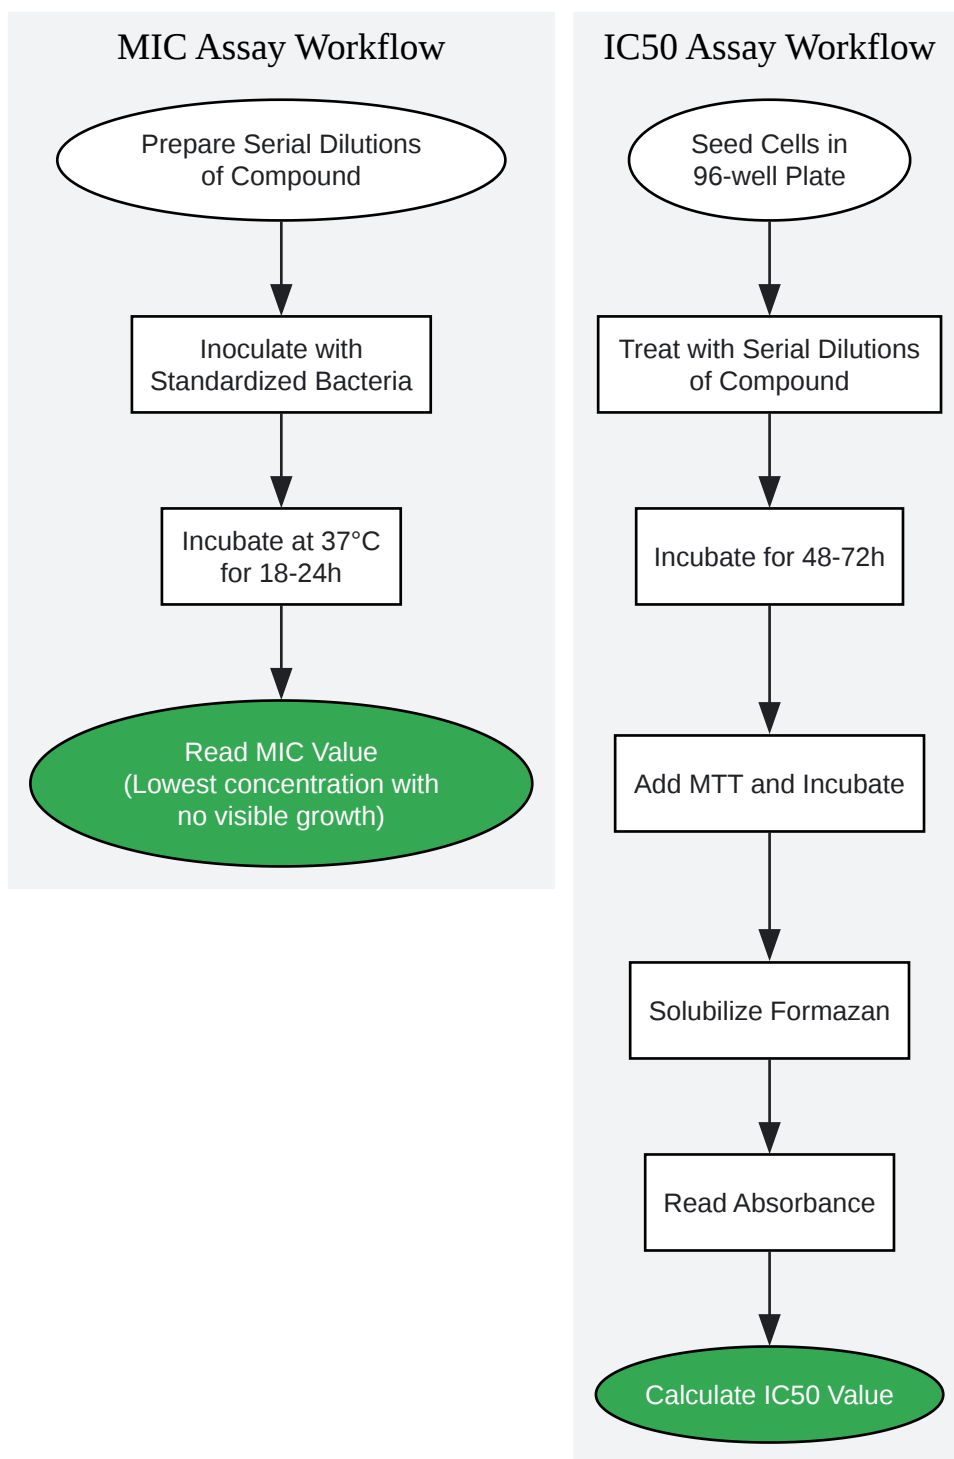 MIC Assay Workflow
Prepare Serial Dilutions
of Compound
Inoculate with
Standardized Bacteria
Incubate at 37°C
for 18-24h
Read MIC Value
(Lowest concentration with
no visible growth)
IC50 Assay Workflow
Seed Cells in
96-well Plate
Treat with Serial Dilutions
of Compound
Incubate for 48-72h
Add MTT and Incubate
Solubilize Formazan
Read Absorbance
Calculate IC50 Value